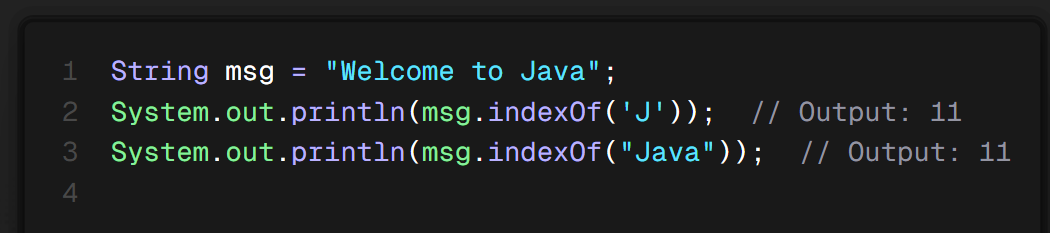 1 String msg = "Welcome to Java";
2 System.out.println(msg.indexOf('J'));  // Output: 11
3 System.out.println(msg.indexOf("Java"));  // Output: 11
4